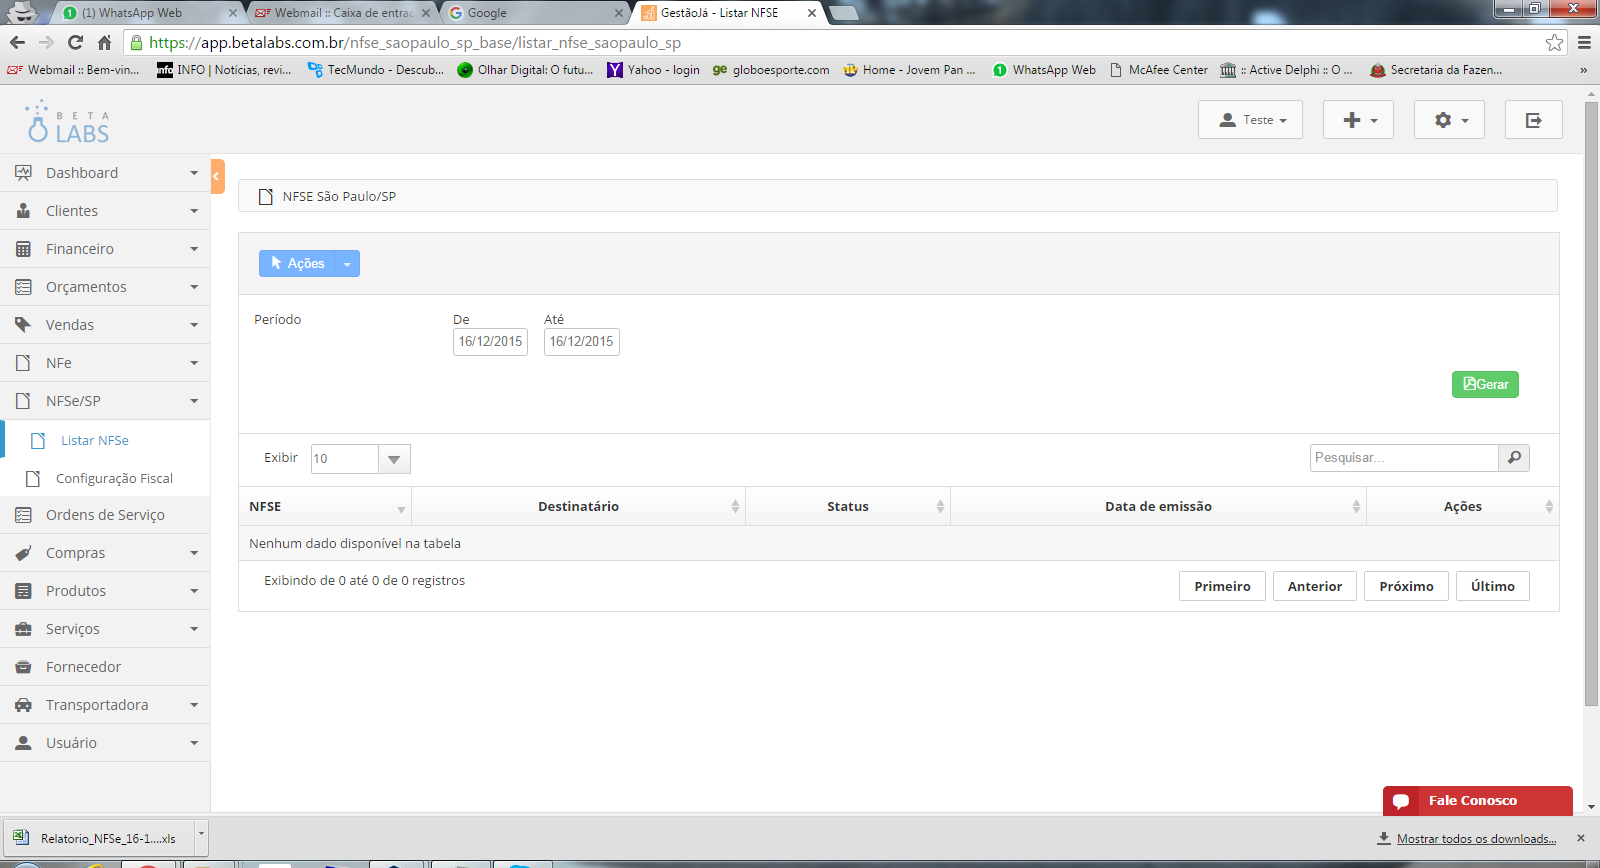 (1) WhatsApp Web
Webmail :: Caixa de entrac
Google
GestãoJá - Listar NFSE
https://app.betalabs.com.br/nfse_saopaulo_sp_base/listar_nfse_saopaulo_sp
Webmail :: Bem-vin...
info INFO | Notícias, revi...
TecMundo - Descub...
Olhar Digital: O futu...
Yahoo - login
ge globoesporte.com
Home - Jovem Pan ...
1 WhatsApp Web
McAfee Center
:: Active Delphi :: O ...
Secretaria da Fazen...
»
BETA
LABS
Teste
Dashboard
Clientes
Financeiro
Orçamentos
Vendas
NFe
NFSe/SP
Listar NFSe
Configuração Fiscal
Ordens de Serviço
Compras
Produtos
Serviços
Fornecedor
Transportadora
Usuário
NFSE São Paulo/SP
Ações
Período
De
Até
16/12/2015
16/12/2015
Gerar
Exibir
10
Pesquisar...
NFSE
Destinatário
Status
Data de emissão
Ações
Nenhum dado disponível na tabela
Exibindo de 0 até 0 de 0 registros
Primeiro
Anterior
Próximo
Último
Fale Conosco
Relatorio_NFSe_16-1....xls
Mostrar todos os downloads...